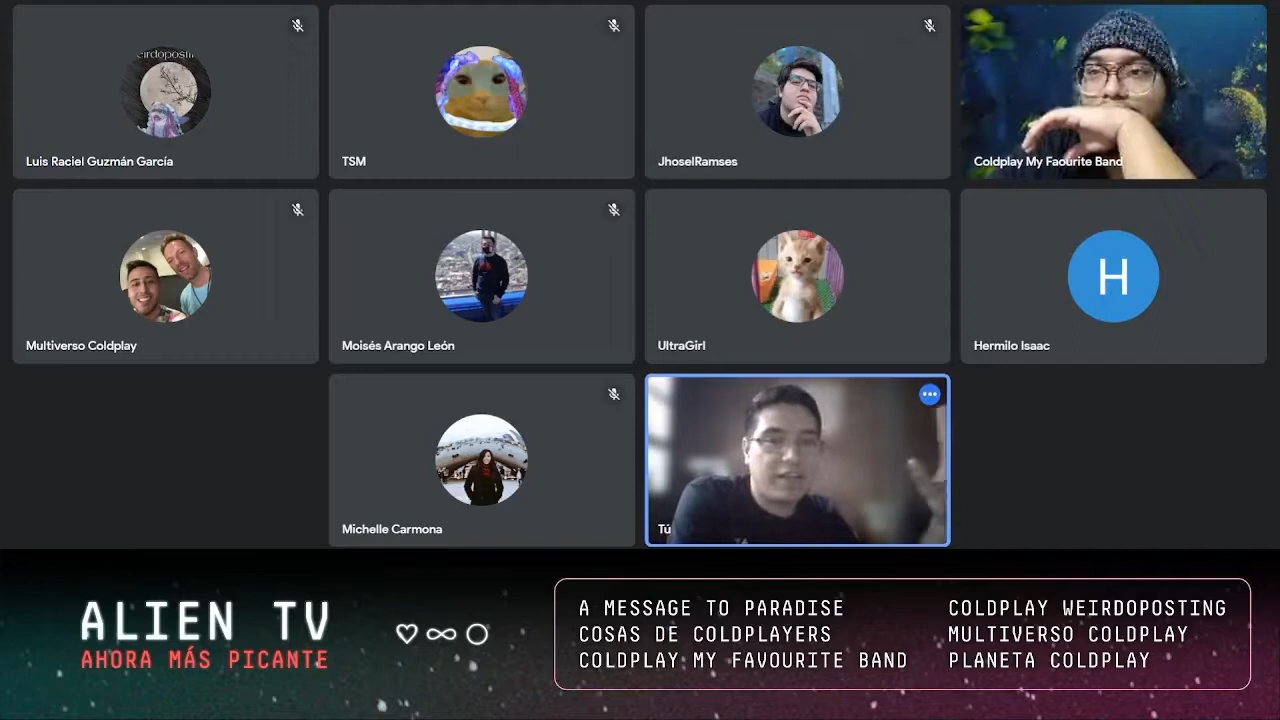 eirdopostin
Luis Raciel Guzmán García
TSM
JhoselRamses
Coldplay My Faourite Band
Multiverso Coldplay
Moisés Arango León
UltraGirl
H
Hermilo Isaac
Michelle Carmona
Tú
ALIEN TV
AHORA MÁS PICANTE
A MESSAGE TO PARADISE
COSAS DE COLDPLAYERS
COLDPLAY MY FAVOURITE BAND
COLDPLAY WEIRDOPOSTING
MULTIVERSO COLDPLAY
PLANETA COLDPLAY